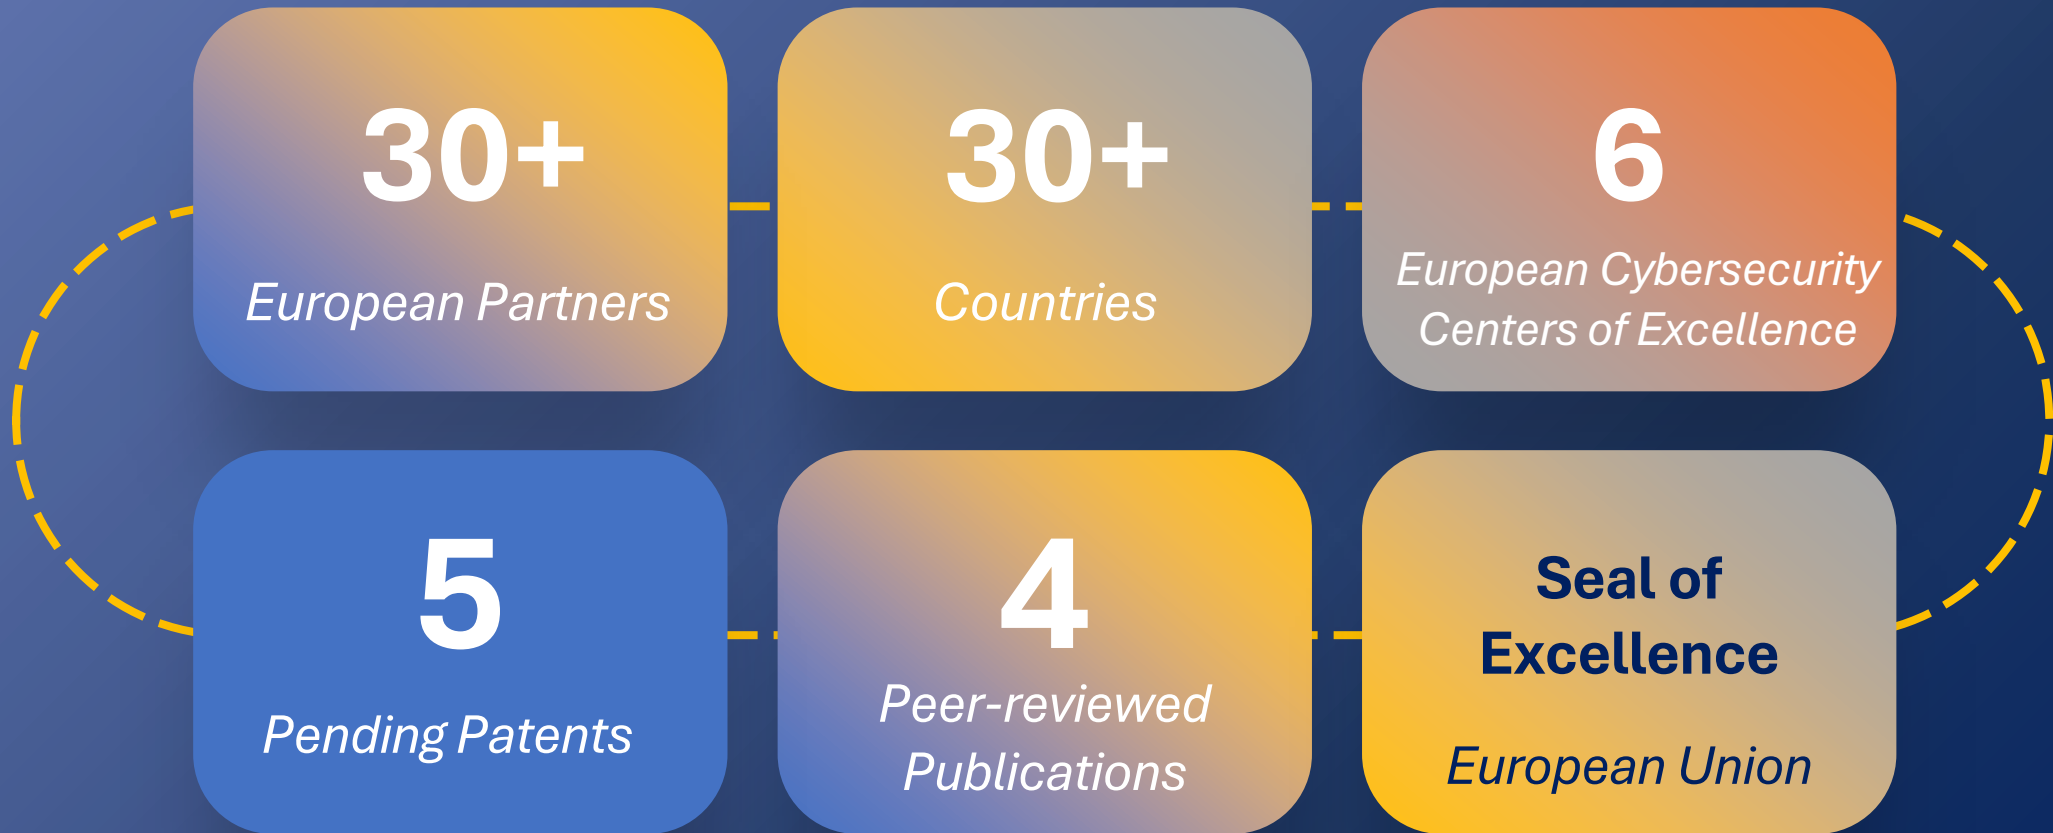 30+
European Partners
30+
Countries
6
European Cybersecurity
Centers of Excellence
5
Pending Patents
4
Peer-reviewed
Publications
Seal of
Excellence
European Union